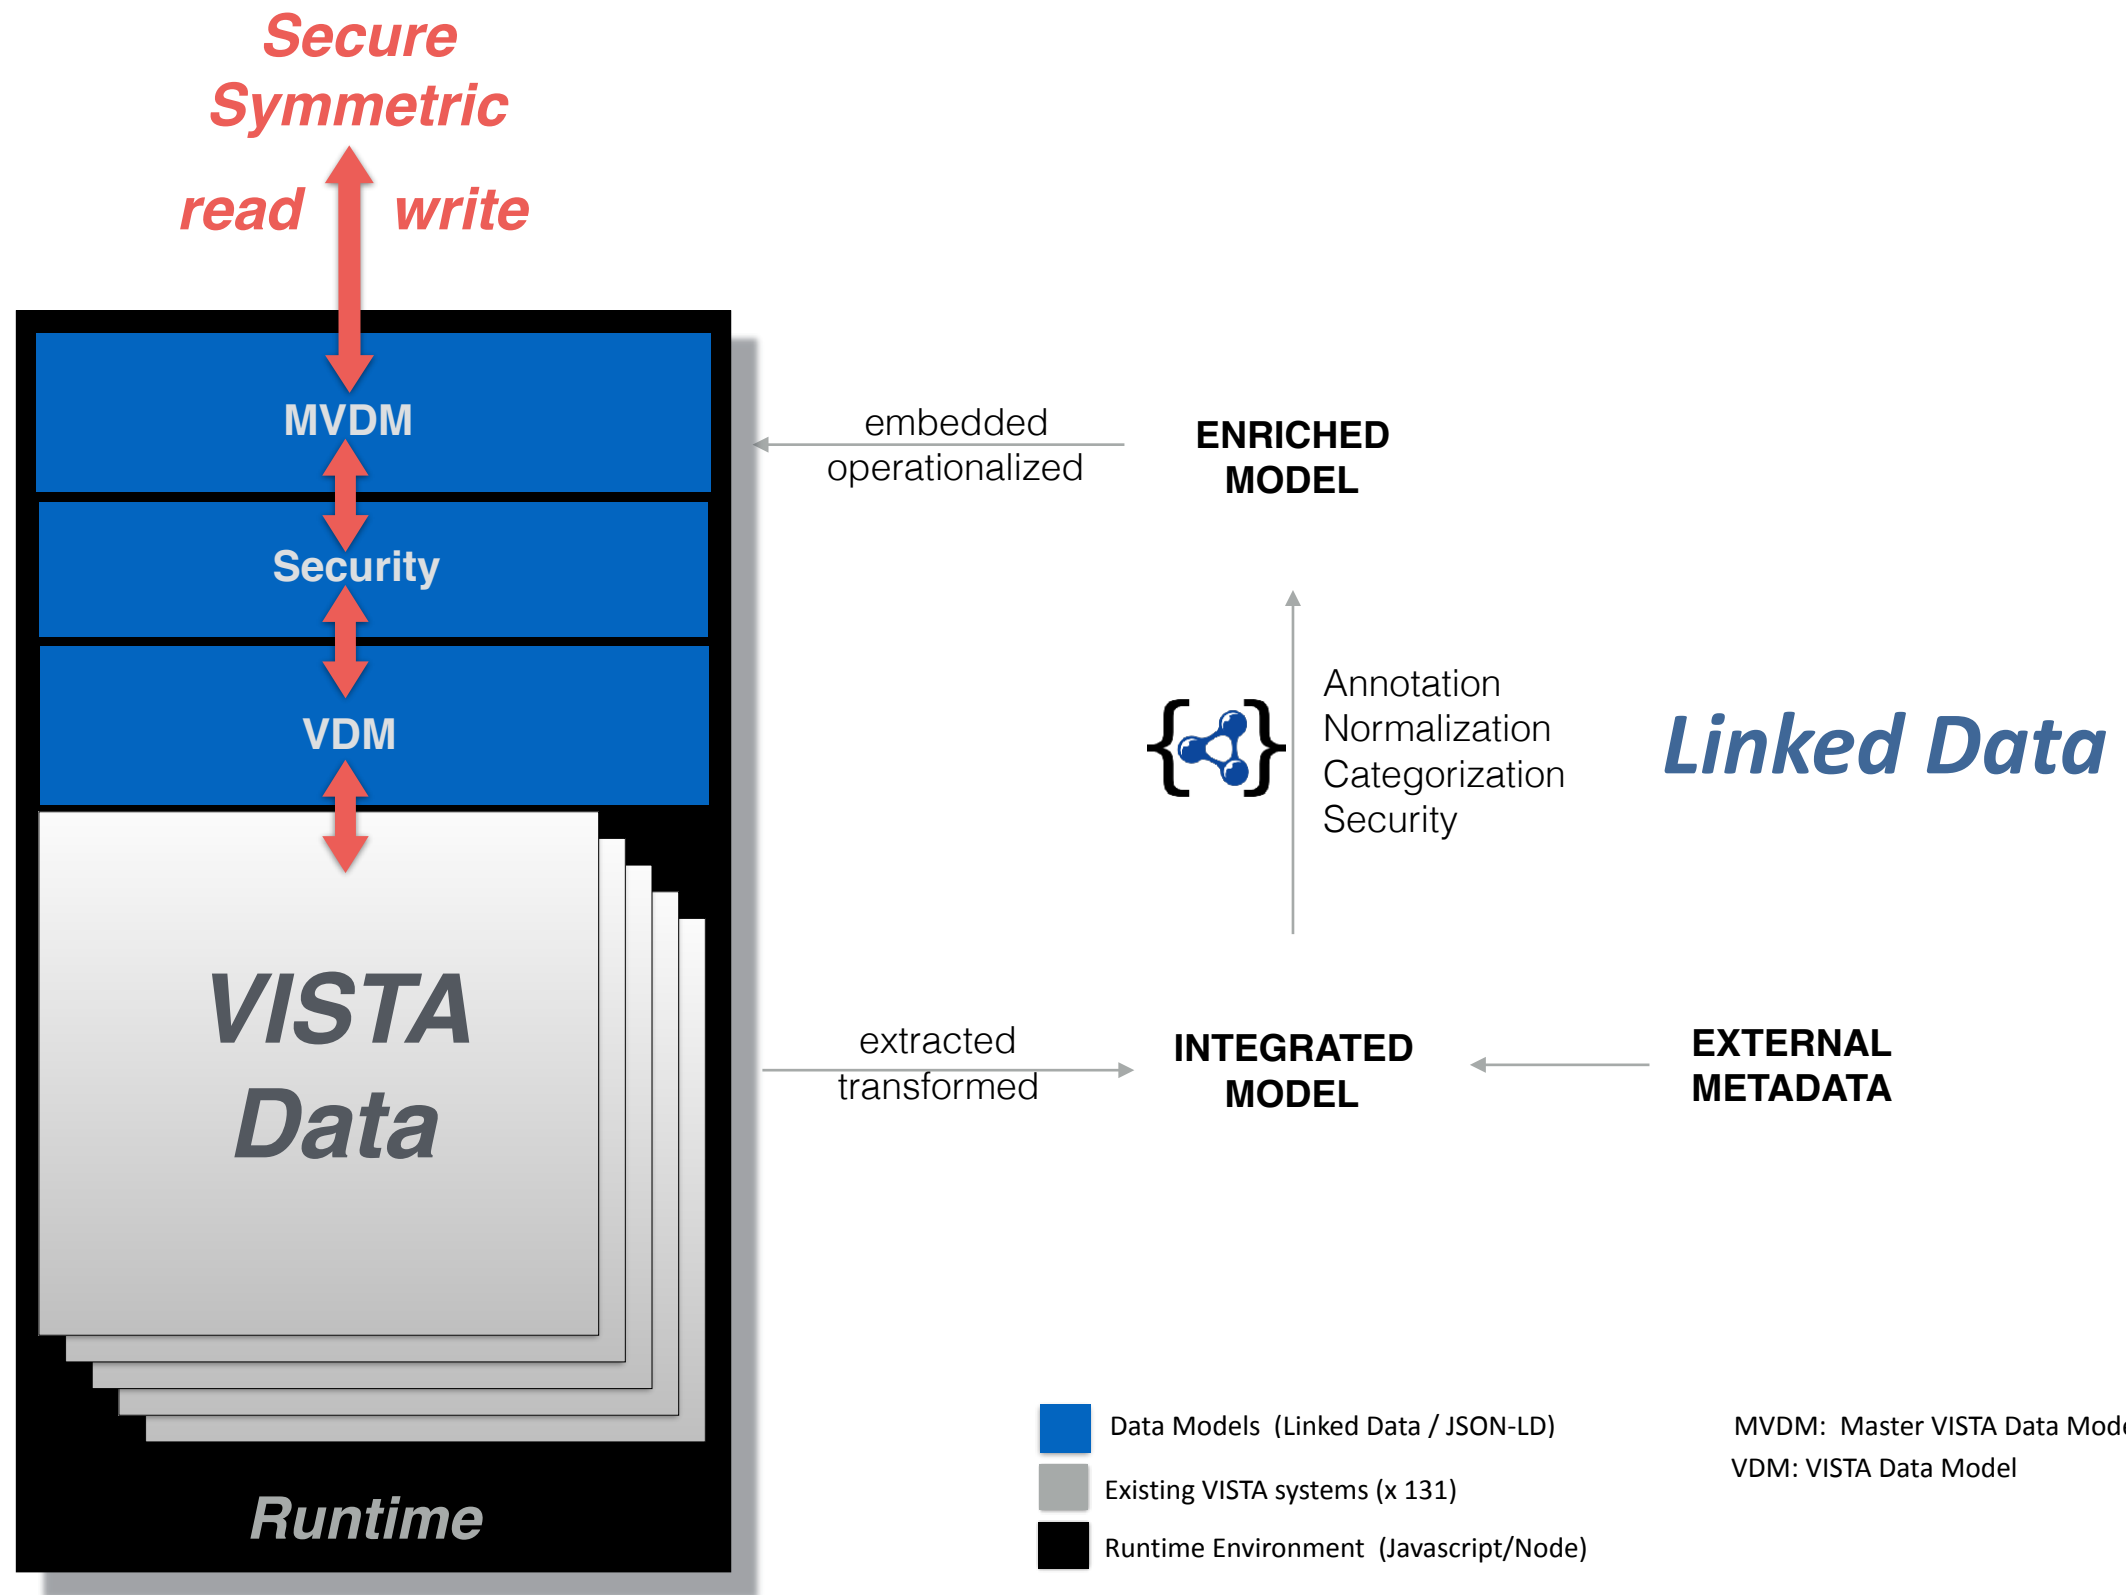 Secure
Symmetric
read write
MVDM
Security
VDM
VISTA
Data
Runtime
embedded
operationalized
ENRICHED
MODEL
Annotation
Normalization
Categorization
Security
Linked Data
extracted
transformed
INTEGRATED
MODEL
EXTERNAL
METADATA
Data Models (Linked Data / JSON-LD)
Existing VISTA systems (x 131)
Runtime Environment (Javascript/Node)
MVDM: Master VISTA Data Mode
VDM: VISTA Data Model